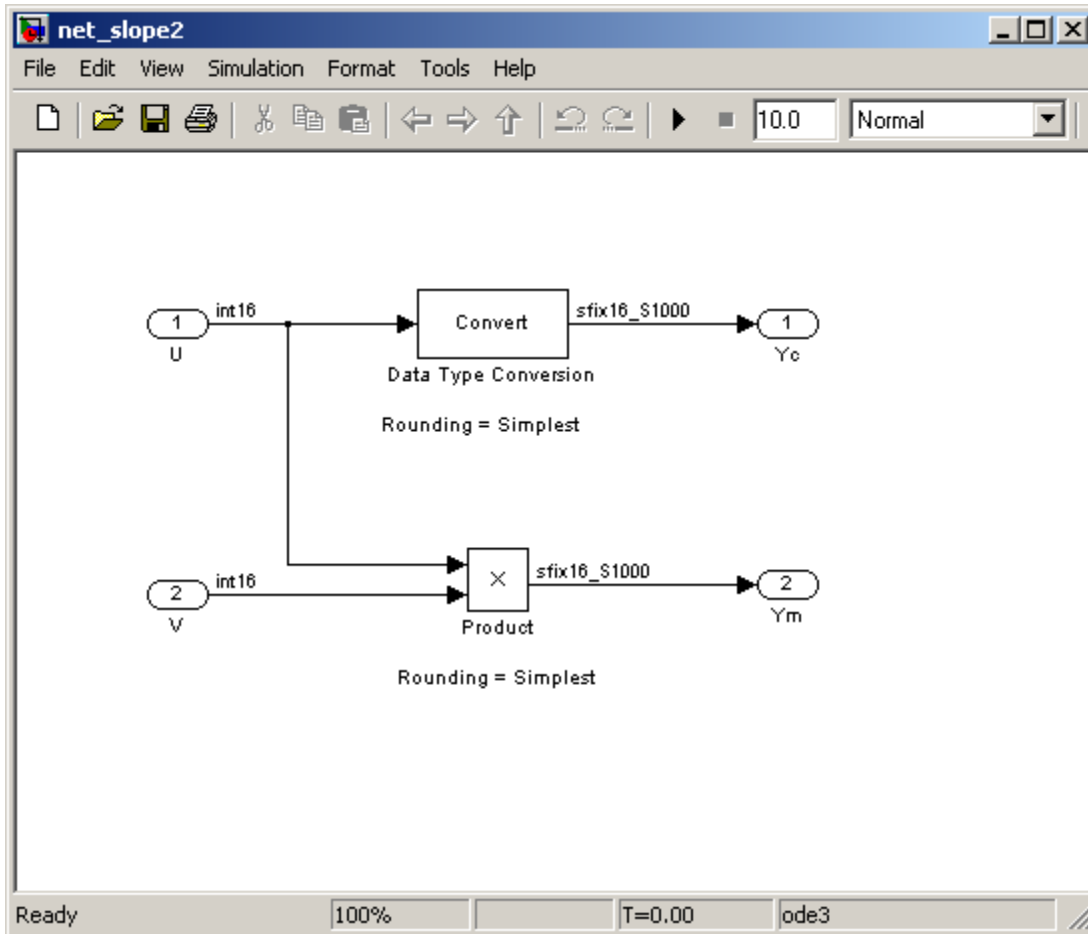 net_slope2
File Edit View Simulation Format Tools Help
10.0 Normal
int16 sfix16_S1000
1 Convert 1
U Yc
Data Type Conversion
Rounding = Simplest
int16 × sfix16_S1000
2 2
V Ym
Product
Rounding = Simplest
Ready 100% T=0.00 ode3